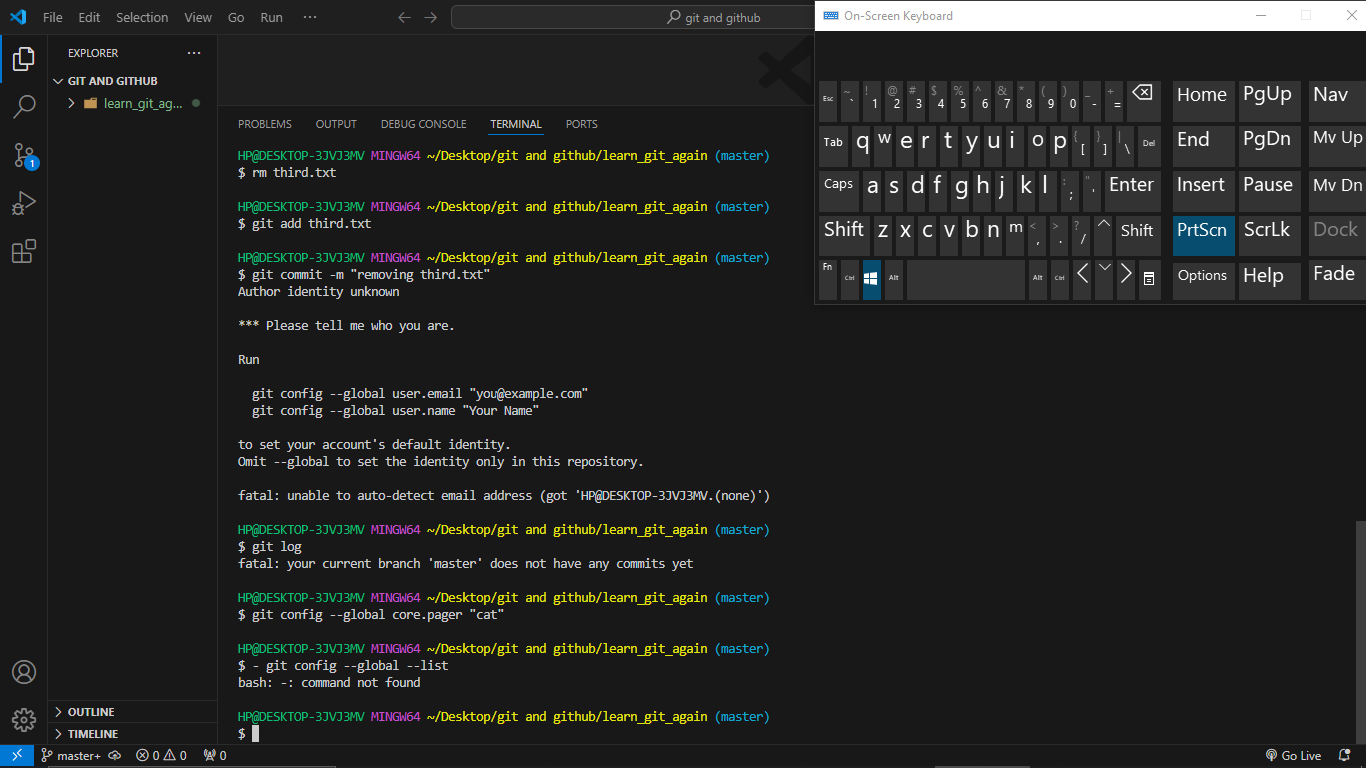 File Edit Selection View Go Run ···
git and github
On-Screen Keyboard
EXPLORER ···
GIT AND GITHUB
learn_git_ag...
1
PROBLEMS OUTPUT DEBUG CONSOLE TERMINAL PORTS
HP@DESKTOP-3JVJ3MV MINGW64 ~/Desktop/git and github/learn_git_again (master)
$ rm third.txt
HP@DESKTOP-3JVJ3MV MINGW64 ~/Desktop/git and github/learn_git_again (master)
$ git add third.txt
HP@DESKTOP-3JVJ3MV MINGW64 ~/Desktop/git and github/learn_git_again (master)
$ git commit -m "removing third.txt"
Author identity unknown
*** Please tell me who you are.
Run
git config --global user.email "you@example.com"
git config --global user.name "Your Name"
to set your account's default identity.
Omit --global to set the identity only in this repository.
fatal: unable to auto-detect email address (got 'HP@DESKTOP-3JVJ3MV.(none)')
HP@DESKTOP-3JVJ3MV MINGW64 ~/Desktop/git and github/learn_git_again (master)
$ git log
fatal: your current branch 'master' does not have any commits yet
HP@DESKTOP-3JVJ3MV MINGW64 ~/Desktop/git and github/learn_git_again (master)
$ git config --global core.pager "cat"
HP@DESKTOP-3JVJ3MV MINGW64 ~/Desktop/git and github/learn_git_again (master)
$ - git config --global --list
bash: -: command not found
HP@DESKTOP-3JVJ3MV MINGW64 ~/Desktop/git and github/learn_git_again (master)
$
Esc ~ ` ! 1 @ 2 # 3 $ 4 % 5 ^ 6 & 7 * 8 ( 9 ) 0 _ - + = Home PgUp Nav
Tab q w e r t y u i o p { [ } ] | \ Del End PgDn Mv Up
Caps a s d f g h j k l : ; " ' Enter Insert Pause Mv Dn
Shift z x c v b n m < , > . ? / Shift PrtScn ScrLk Dock
Fn Ctrl Alt Alt Ctrl Options Help Fade
OUTLINE
TIMELINE
master+ 0 0 0 Go Live